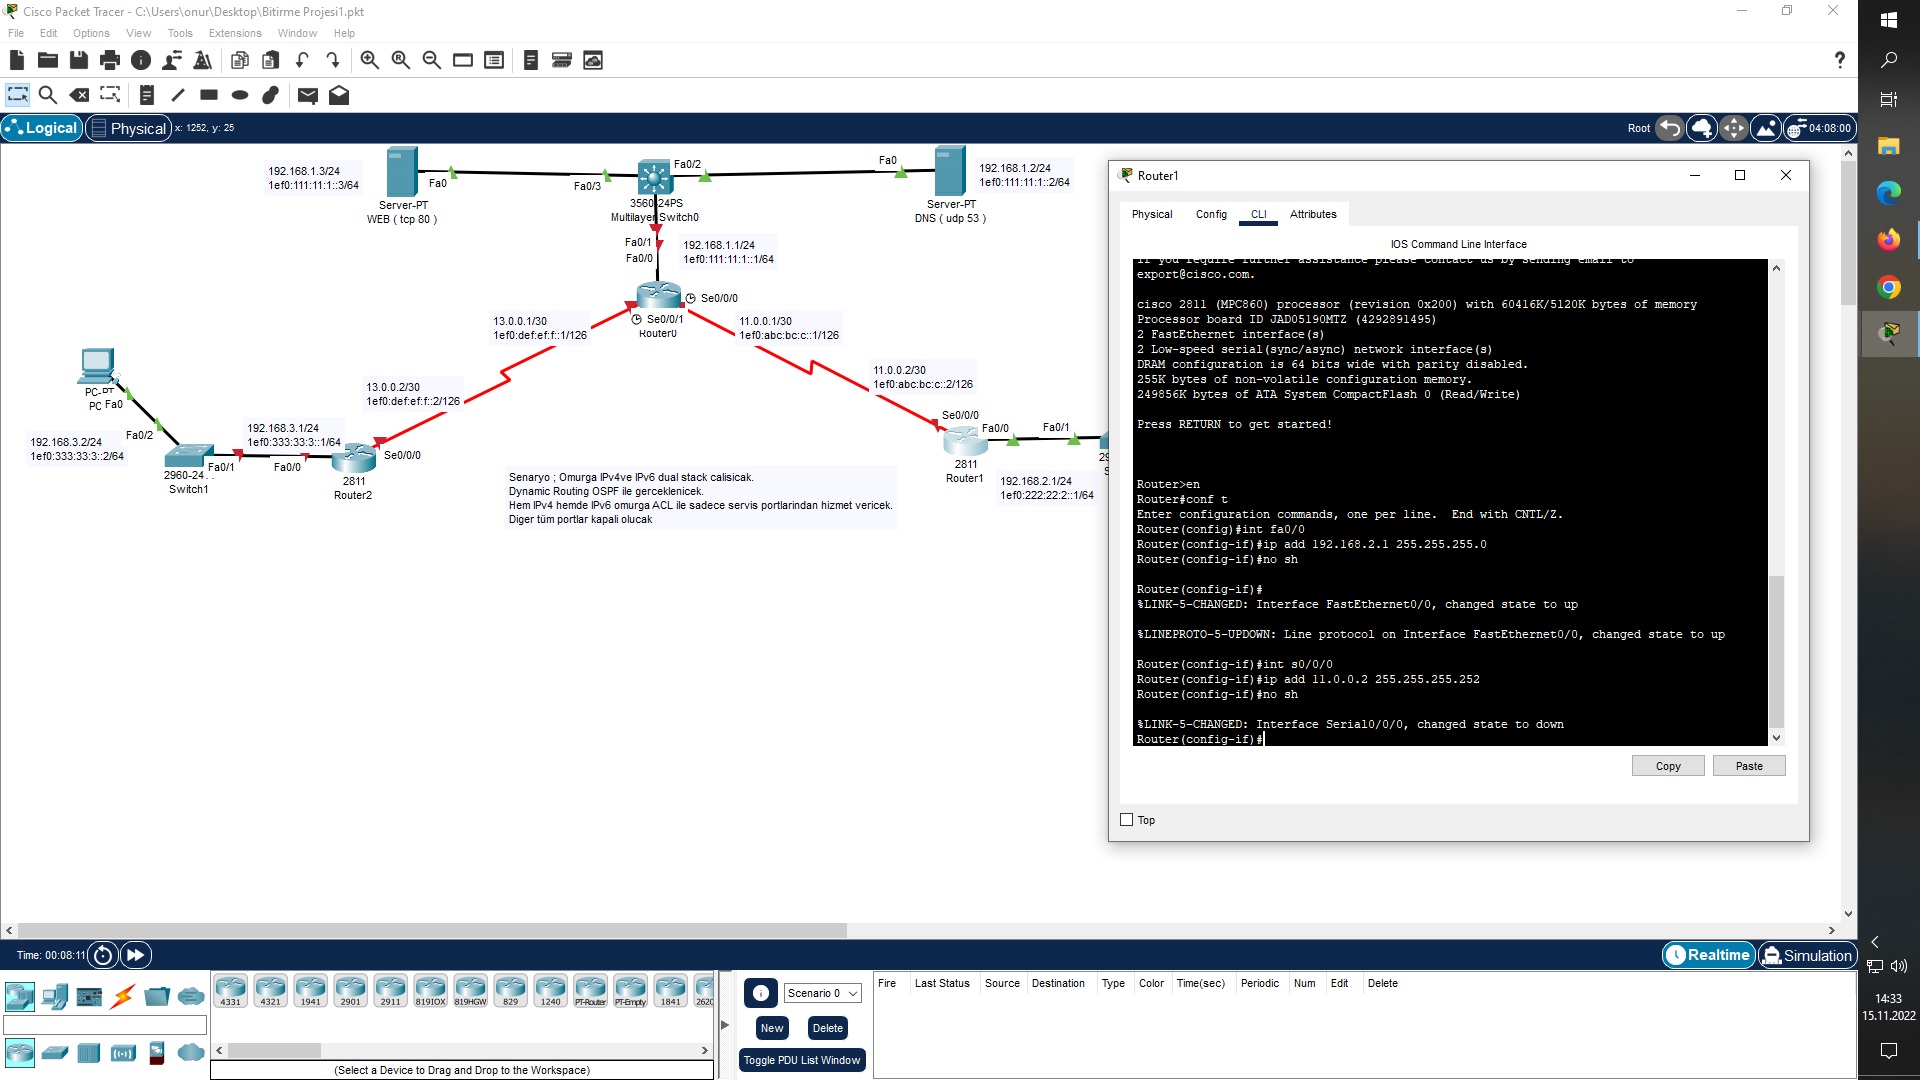 Cisco Packet Tracer - C:\Users\onur\Desktop\Bitirme Projesi1.pkt
File Edit Options View Tools Extensions Window Help
?
Logical Physical x: 1252, y: 25
Root 04:08:00
192.168.1.3/24
1ef0:111:11:1::3/64
Fa0
Server-PT
WEB ( tcp 80 )
Fa0/3
Fa0/2
3560-24PS
Multilayer Switch0
Fa0
Server-PT
DNS ( udp 53 )
192.168.1.2/24
1ef0:111:11:1::2/64
Fa0/1
Fa0/0
192.168.1.1/24
1ef0:111:11:1::1/64
Se0/0/0
Se0/0/1
Router0
13.0.0.1/30
1ef0:def:ef:f::1/126
11.0.0.1/30
1ef0:abc:bc:c::1/126
13.0.0.2/30
1ef0:def:ef:f::2/126
11.0.0.2/30
1ef0:abc:bc:c::2/126
PC-PT
PC Fa0
Fa0/2
192.168.3.2/24
1ef0:333:33:3::2/64
192.168.3.1/24
1ef0:333:33:3::1/64
Fa0/1
Fa0/0
Se0/0/0
2960-24
Switch1
2811
Router2
Se0/0/0
Fa0/0
Fa0/1
2811
Router1
192.168.2.1/24
1ef0:222:22:2::1/64
Senaryo ; Omurga IPv4ve IPv6 dual stack calisicak.
Dynamic Routing OSPF ile gerceklenicek.
Hem IPv4 hemde IPv6 omurga ACL ile sadece servis portlarindan hizmet vericek.
Diger tüm portlar kapali olucak
Router1
Physical Config CLI Attributes
IOS Command Line Interface
If you require further assistance please contact us by sending email to
export@cisco.com.
cisco 2811 (MPC860) processor (revision 0x200) with 60416K/5120K bytes of memory
Processor board ID JAD05190MTZ (4292891495)
2 FastEthernet interface(s)
2 Low-speed serial(sync/async) network interface(s)
DRAM configuration is 64 bits wide with parity disabled.
255K bytes of non-volatile configuration memory.
249856K bytes of ATA System CompactFlash 0 (Read/Write)
Press RETURN to get started!
Router>en
Router#conf t
Enter configuration commands, one per line.  End with CNTL/Z.
Router(config)#int fa0/0
Router(config-if)#ip add 192.168.2.1 255.255.255.0
Router(config-if)#no sh
Router(config-if)#
%LINK-5-CHANGED: Interface FastEthernet0/0, changed state to up
%LINEPROTO-5-UPDOWN: Line protocol on Interface FastEthernet0/0, changed state to up
Router(config-if)#int s0/0/0
Router(config-if)#ip add 11.0.0.2 255.255.255.252
Router(config-if)#no sh
%LINK-5-CHANGED: Interface Serial0/0/0, changed state to down
Router(config-if)#
Copy Paste
Top
Time: 00:08:11
Realtime Simulation
4331 4321 1941 2901 2911 819IOX 819HGW 829 1240 PT-Router PT-Empty 1841 2620
(Select a Device to Drag and Drop to the Workspace)
Scenario 0
New Delete
Toggle PDU List Window
Fire Last Status Source Destination Type Color Time(sec) Periodic Num Edit Delete
14:33
15.11.2022